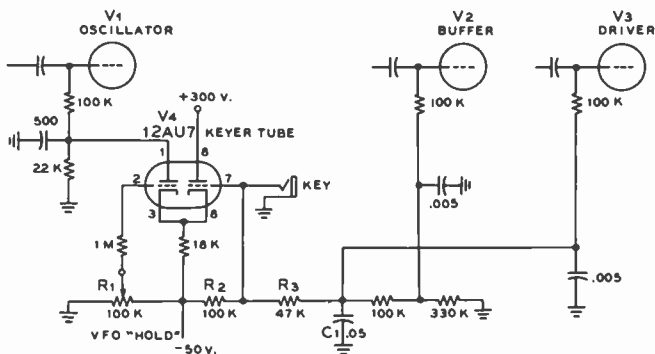 V1
OSCILLATOR
V2
BUFFER
V3
DRIVER
100 K
+300 V.
100 K
100 K
500
V4
12AU7 KEYER TUBE
22 K
1
6
2
7
KEY
3
8
.005
1 M
18 K
R1
R2
R3
.005
100 K
100 K
47 K
C1 .05
100 K
330 K
VFO "HOLD"
-50 V.